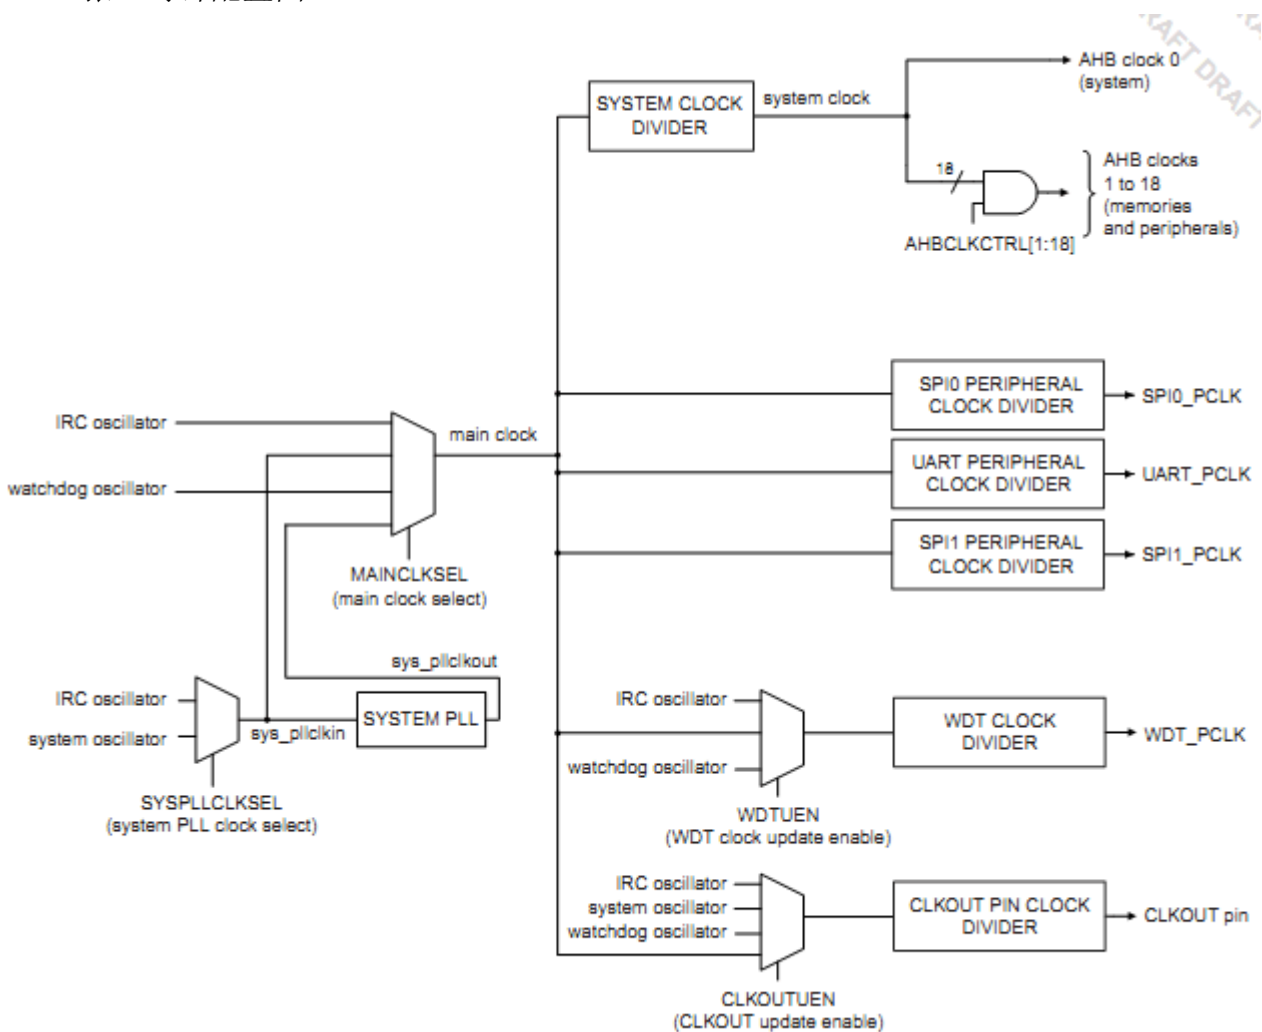 DRAFT DRAFT
AHB clock 0
(system)
SYSTEM CLOCK
DIVIDER
system clock
18
AHB clocks
1 to 18
(memories
and peripherals)
AHBCLKCTRL[1:18]
SPI0 PERIPHERAL
CLOCK DIVIDER
SPI0_PCLK
IRC oscillator
main clock
UART PERIPHERAL
CLOCK DIVIDER
UART_PCLK
watchdog oscillator
SPI1 PERIPHERAL
CLOCK DIVIDER
SPI1_PCLK
MAINCLKSEL
(main clock select)
sys_pllclkout
IRC oscillator
system oscillator
sys_pllclkin
SYSTEM PLL
SYSPLLCLKSEL
(system PLL clock select)
IRC oscillator
watchdog oscillator
WDT CLOCK
DIVIDER
WDT_PCLK
WDTUEN
(WDT clock update enable)
IRC oscillator
system oscillator
watchdog oscillator
CLKOUT PIN CLOCK
DIVIDER
CLKOUT pin
CLKOUTUEN
(CLKOUT update enable)